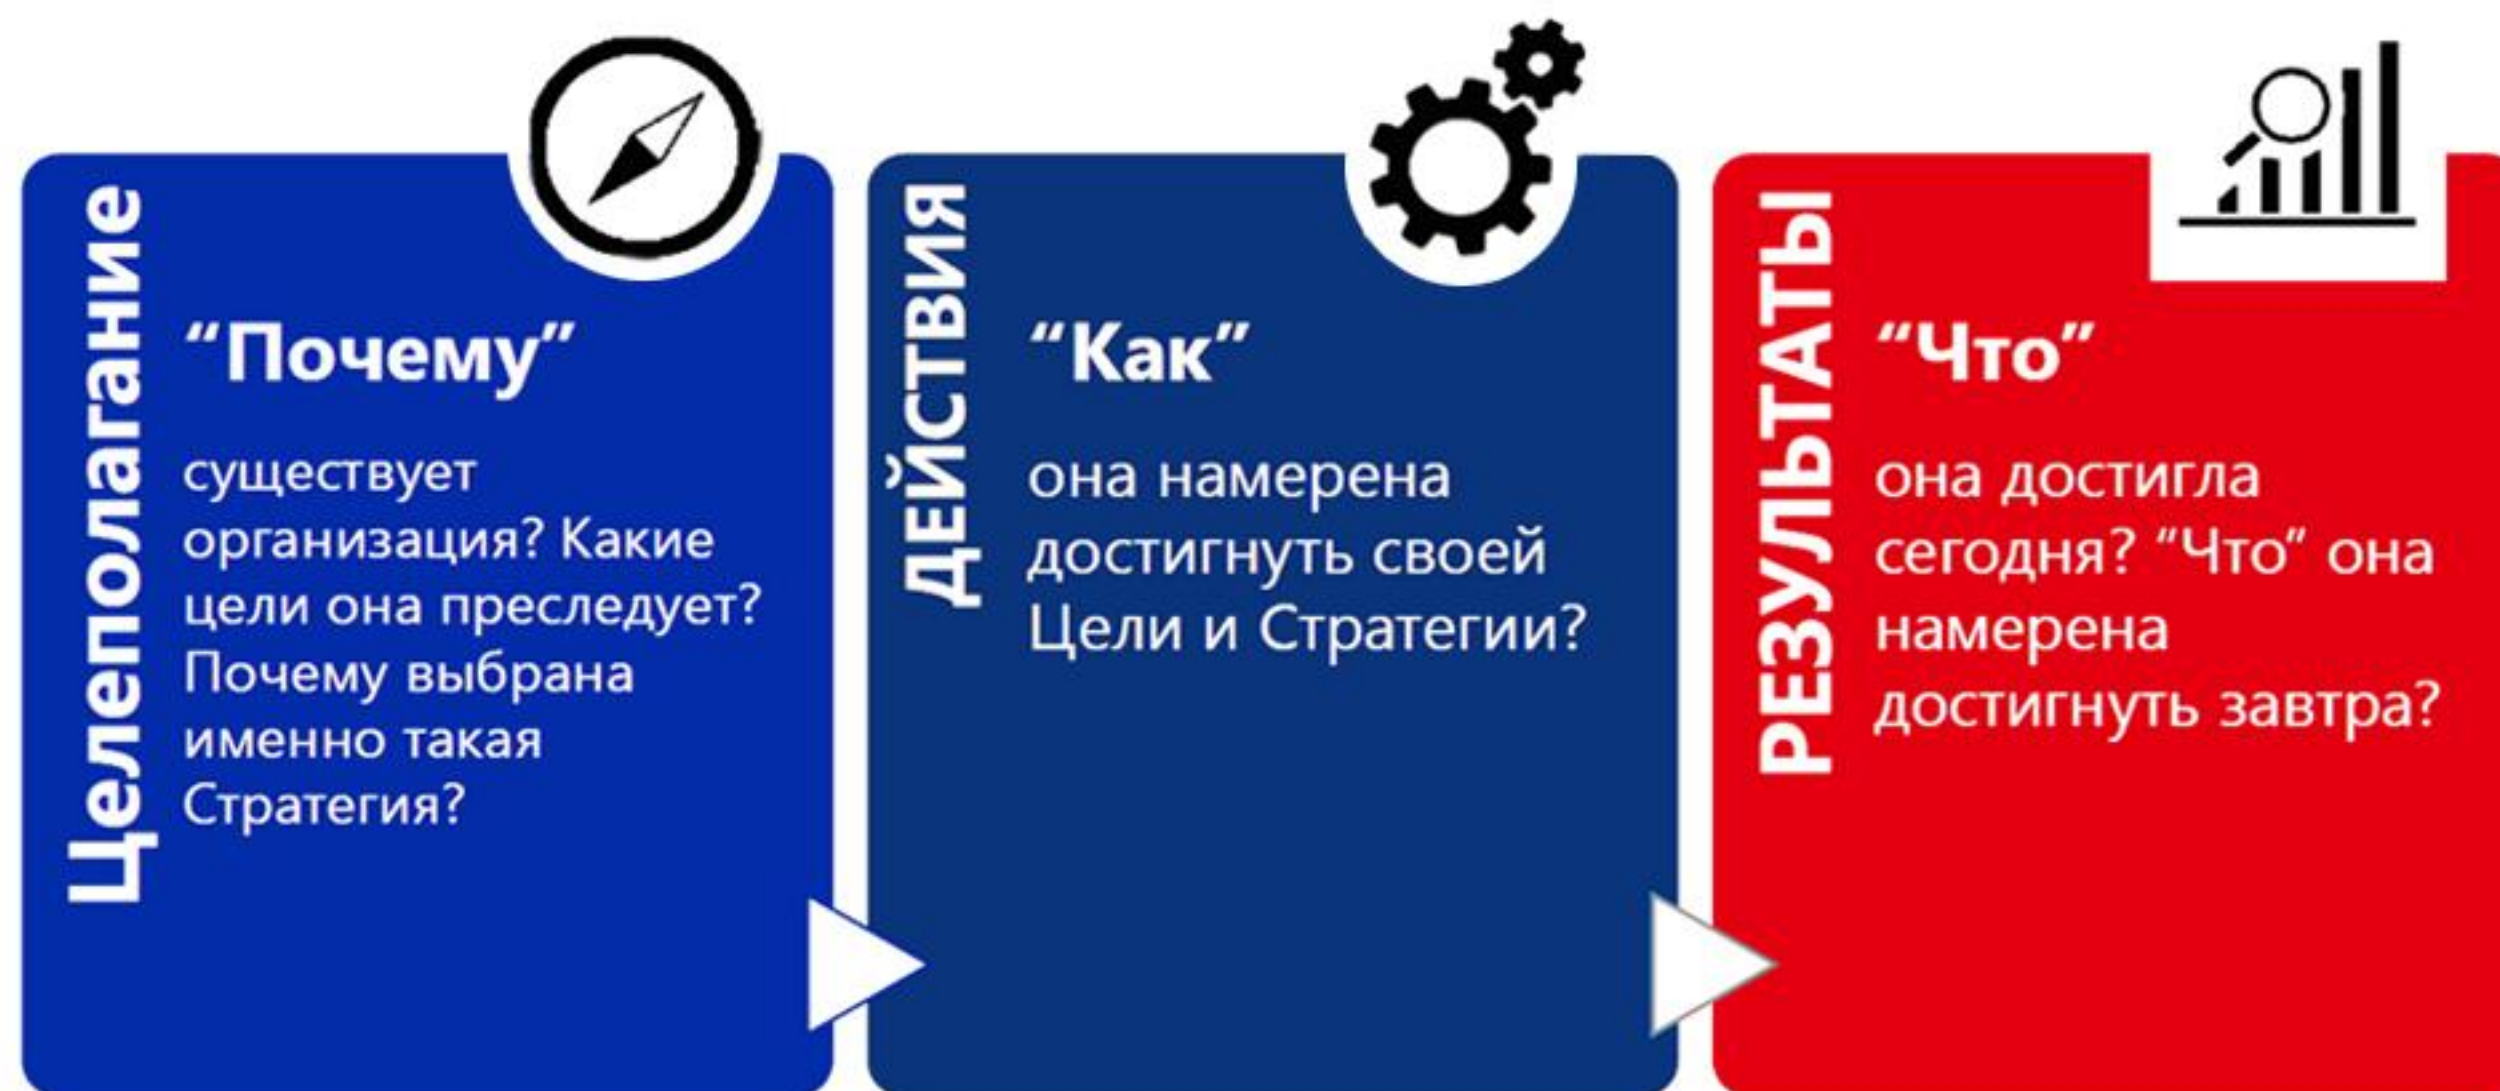 Целеполагание
“Почему”
существует
организация? Какие
цели она преследует?
Почему выбрана
именно такая
Стратегия?
ДЕЙСТВИЯ
“Как”
она намерена
достигнуть своей
Цели и Стратегии?
РЕЗУЛЬТАТЫ
“Что”
она достигла
сегодня? “Что” она
намерена
достигнуть завтра?